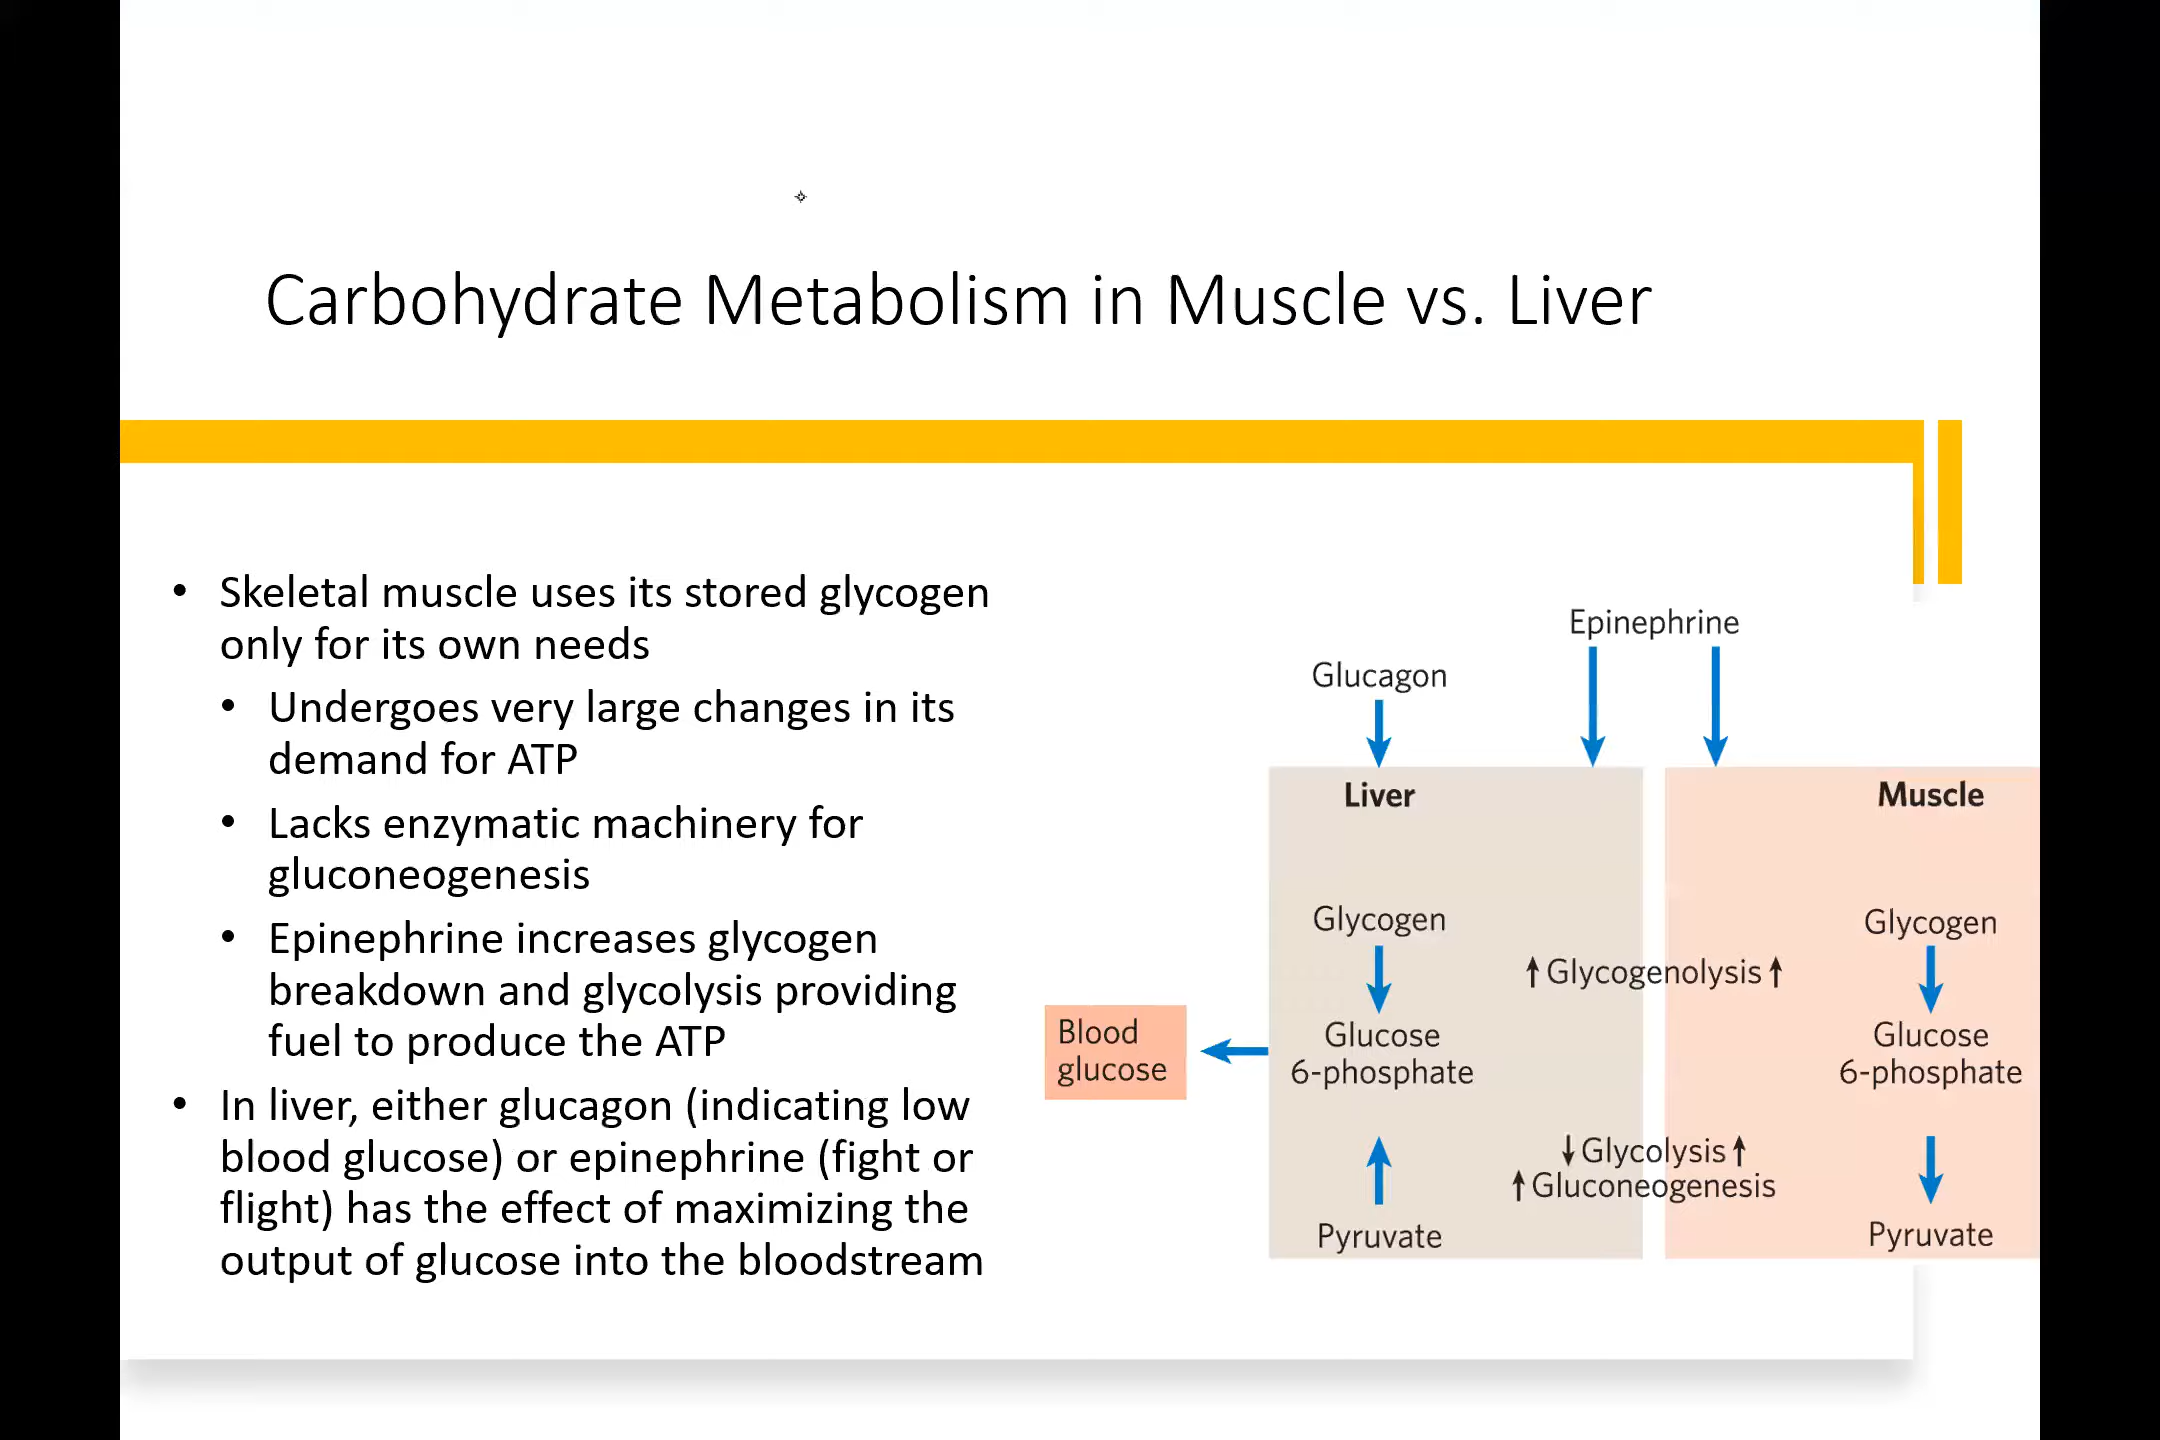 Carbohydrate Metabolism in Muscle vs. Liver
• Skeletal muscle uses its stored glycogen
only for its own needs
• Undergoes very large changes in its
demand for ATP
• Lacks enzymatic machinery for
gluconeogenesis
• Epinephrine increases glycogen
breakdown and glycolysis providing
fuel to produce the ATP
• In liver, either glucagon (indicating low
blood glucose) or epinephrine (fight or
flight) has the effect of maximizing the
output of glucose into the bloodstream
Epinephrine
Glucagon
Liver
Muscle
Glycogen
Glycogen
↑ Glycogenolysis ↑
Blood
glucose
Glucose
6-phosphate
Glucose
6-phosphate
↓ Glycolysis ↑
↑ Gluconeogenesis
Pyruvate
Pyruvate